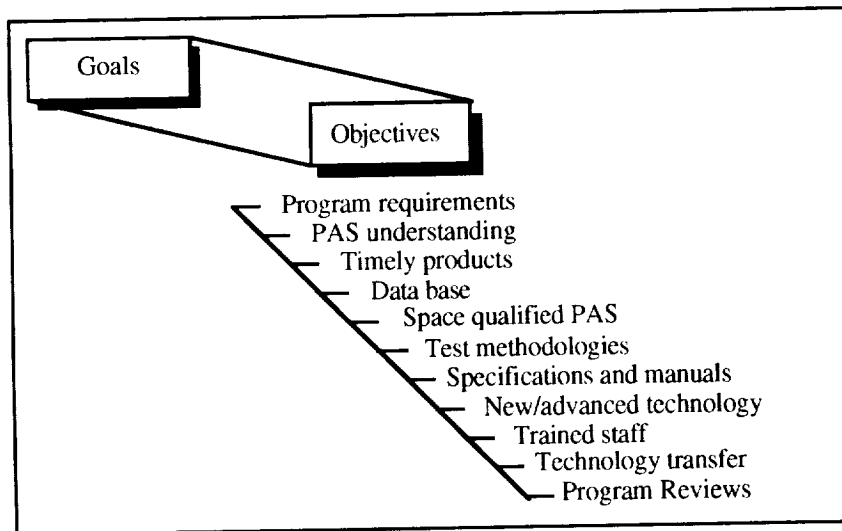 Goals
Objectives
Program requirements
PAS understanding
Timely products
Data base
Space qualified PAS
Test methodologies
Specifications and manuals
New/advanced technology
Trained staff
Technology transfer
Program Reviews